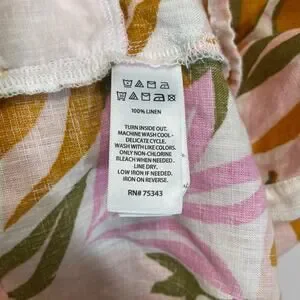 100% LINEN
TURN INSIDE OUT.
MACHINE WASH COOL -
DELICATE CYCLE.
WASH WITH LIKE COLORS.
ONLY NON-CHLORINE
BLEACH WHEN NEEDED.
LINE DRY.
LOW IRON IF NEEDED.
IRON ON REVERSE.
RN# 75343